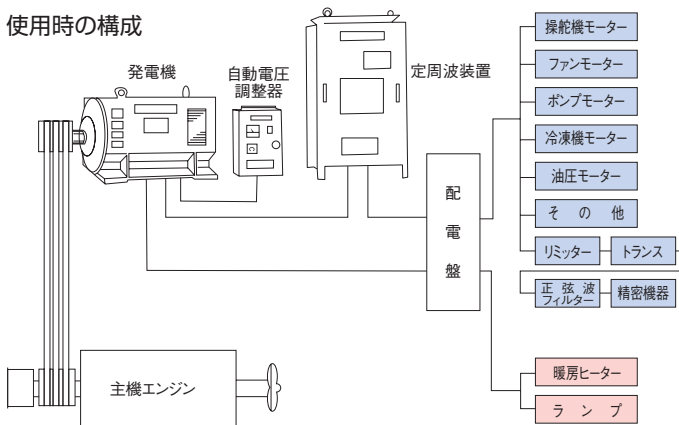 使用時の構成
発電機
自動電圧
調整器
定周波装置
配
電
盤
操舵機モーター
ファンモーター
ポンプモーター
冷凍機モーター
油圧モーター
その他
リミッター
トランス
正弦波
フィルター
精密機器
暖房ヒーター
ランプ
主機エンジン